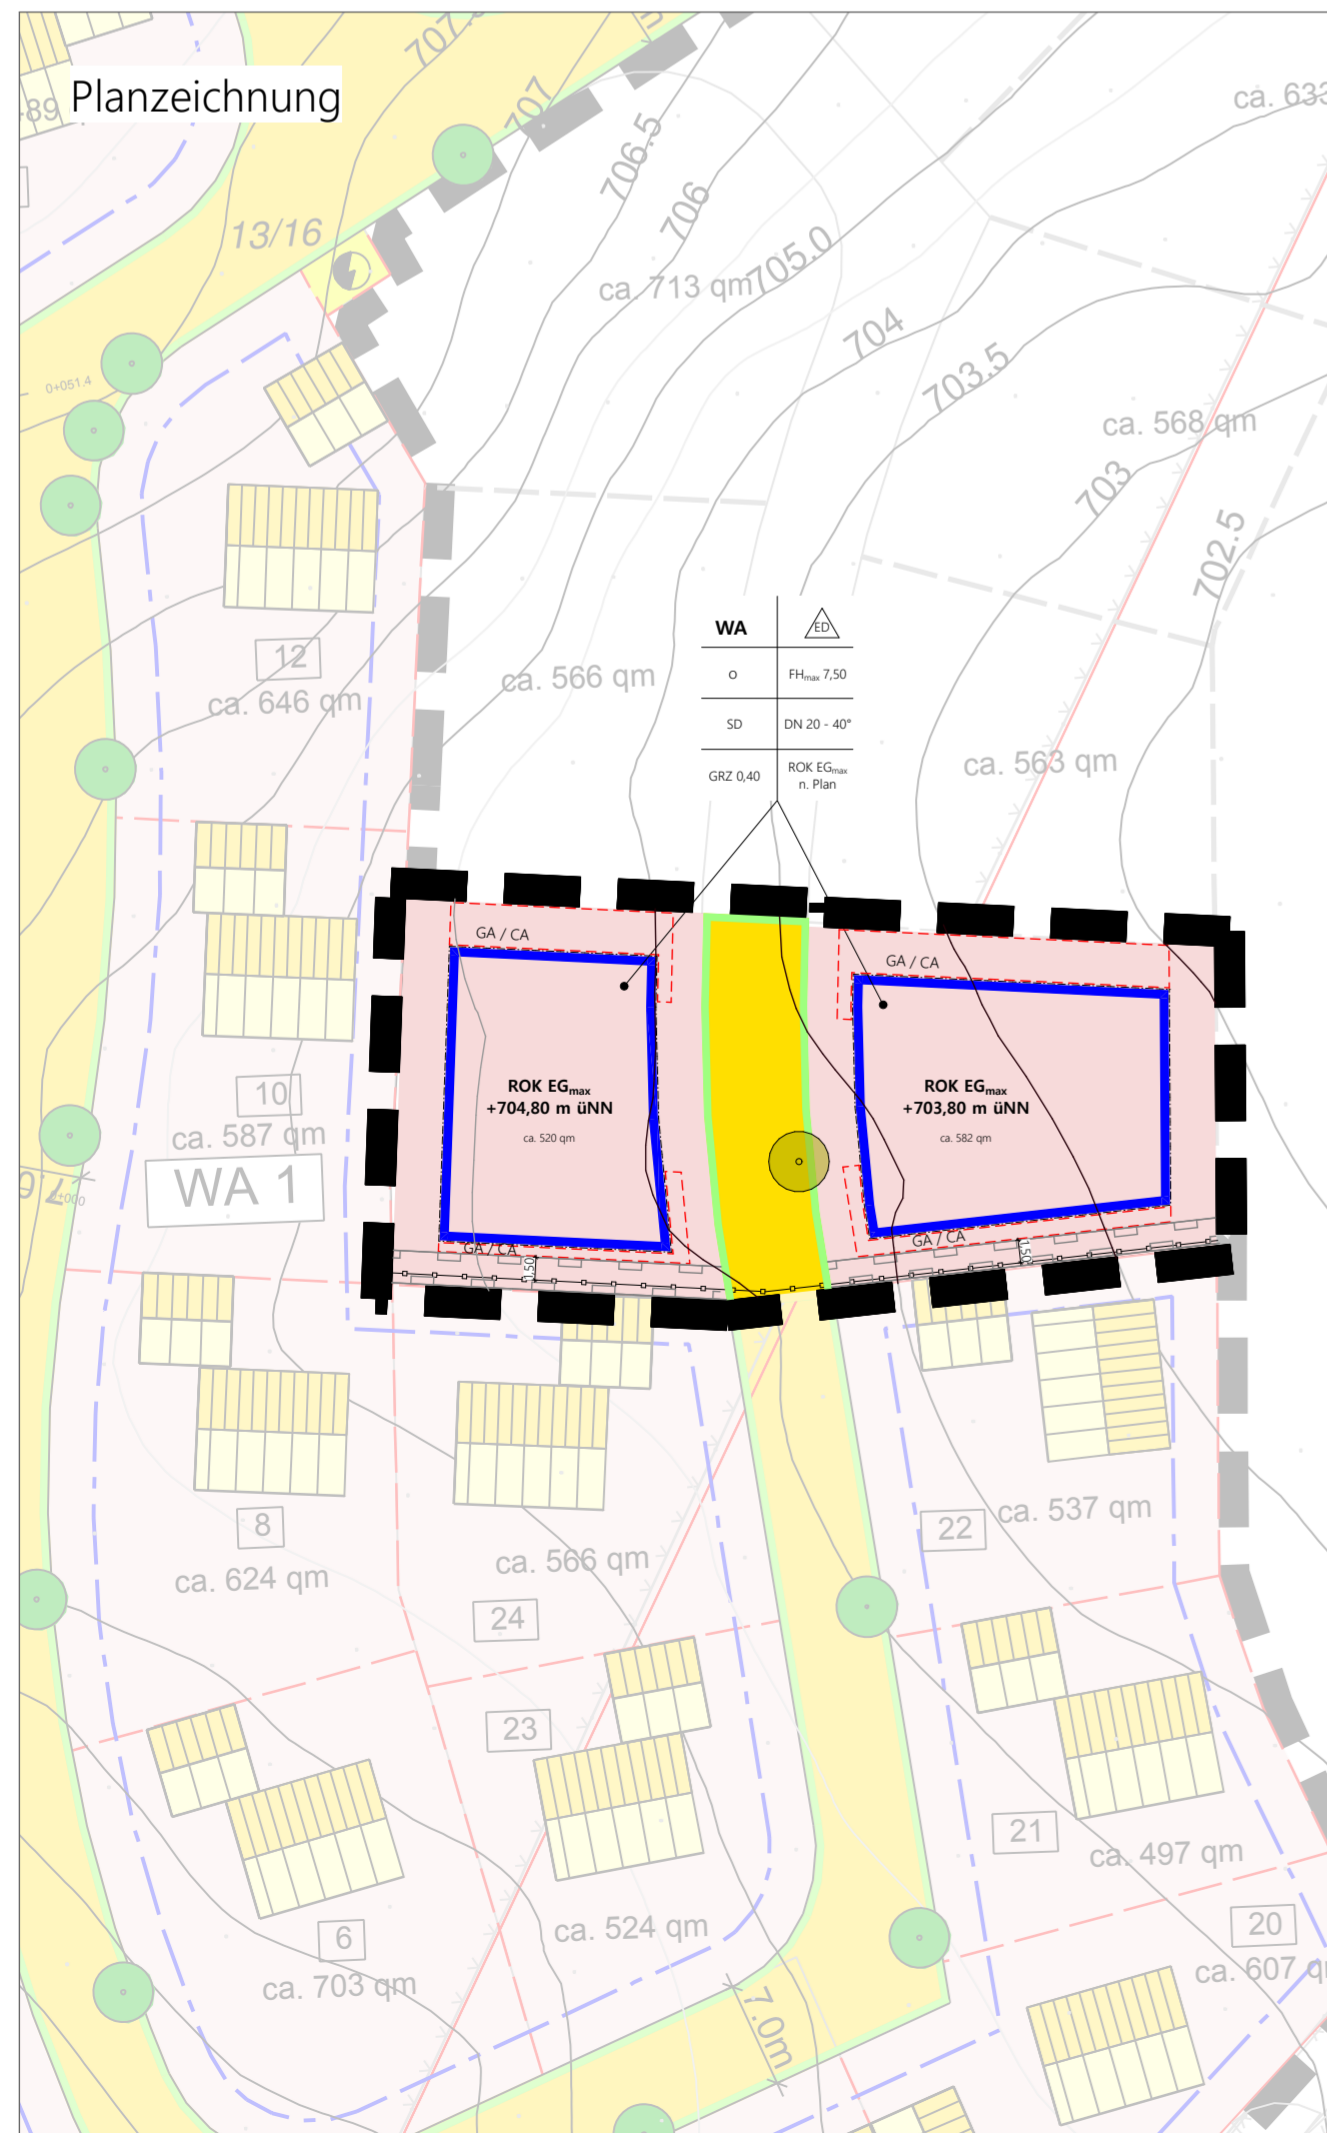 Planzeichnung
707
706.5
706
705.0
704
703.5
703
702.5
13/16
0+051.4
ca. 713 qm
ca. 568 qm
12
ca. 646 qm
ca. 566 qm
ca. 563 qm
WA
ED
o
FHmax 7,50
SD
DN 20 - 40°
GRZ 0,40
ROK EGmax
n. Plan
GA / CA
GA / CA
ROK EGmax
+704,80 m üNN
ca. 520 qm
ROK EGmax
+703,80 m üNN
ca. 582 qm
10
ca. 587 qm
WA 1
GA / CA
GA / CA
1.50
1.50
8
ca. 624 qm
ca. 566 qm
24
22
ca. 537 qm
23
21
ca. 497 qm
6
ca. 703 qm
ca. 524 qm
20
7.0m